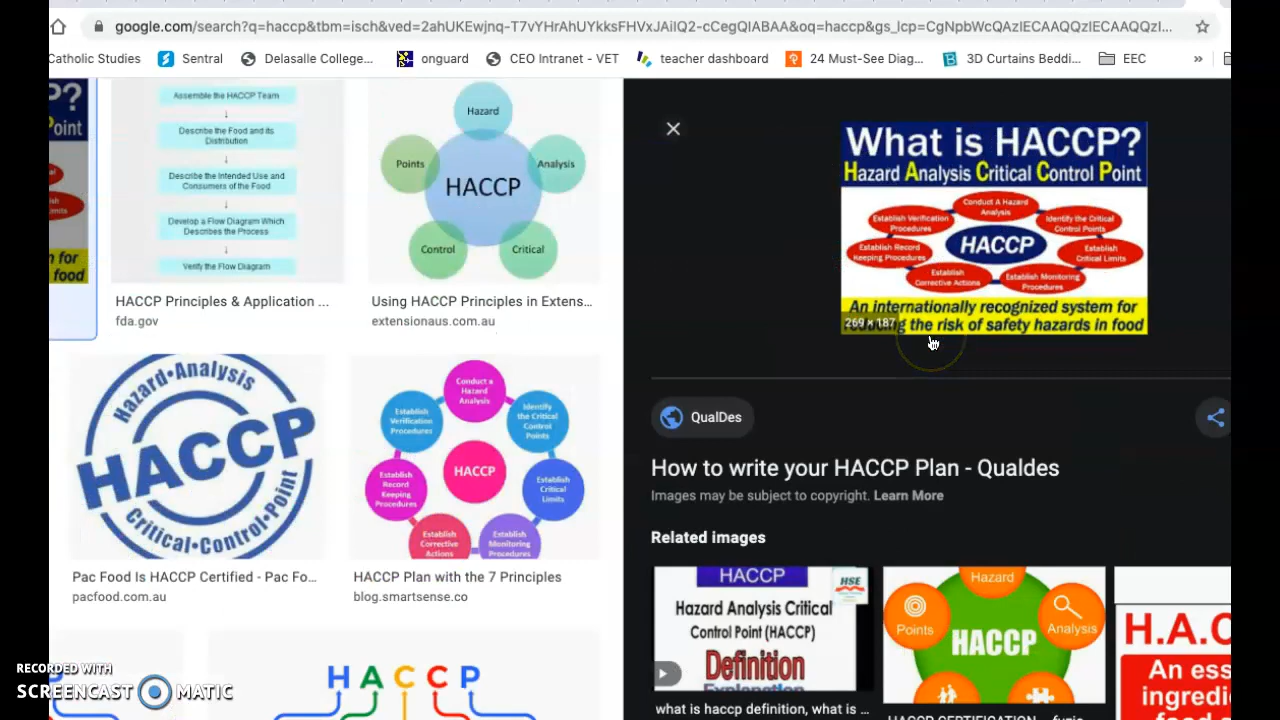 google.com/search?q=haccp&tbm=isch&ved=2ahUKEwjnq-T7vYHrAhUYkksFHVxJAiIQ2-cCegQIABAA&oq=haccp&gs_lcp=CgNpbWcQAzIECAAQQzIECAAQQzI...
Catholic Studies
Sentral
Delasalle College...
onguard
CEO Intranet - VET
teacher dashboard
24 Must-See Diag...
3D Curtains Beddi...
EEC
»
P?
Point
n for
food
Assemble the HACCP Team
Describe the Food and its
Distribution
Describe the Intended Use and
Consumers of the Food
Develop a Flow Diagram Which
Describes the Process
Verify the Flow Diagram
HACCP Principles & Application ...
fda.gov
Hazard
Points
Analysis
HACCP
Control
Critical
Using HACCP Principles in Extens...
extensionaus.com.au
Hazard•Analysis
HACCP
Critical•Control•Point
Pac Food Is HACCP Certified - Pac Fo...
pacfood.com.au
Conduct a
Hazard
Analysis
Establish
Verification
Procedures
Identify
the Critical
Control
Points
HACCP
Establish
Record
Keeping
Procedures
Establish
Critical
Limits
Establish
Corrective
Actions
Establish
Monitoring
Procedures
HACCP Plan with the 7 Principles
blog.smartsense.co
HACCP
What is HACCP?
Hazard Analysis Critical Control Point
Conduct A Hazard
Analysis
Establish Verification
Procedures
Identify the Critical
Control Points
HACCP
Establish Record
Keeping Procedures
Establish
Critical Limits
Establish
Corrective Actions
Establish Monitoring
Procedures
An internationally recognized system for
reducing the risk of safety hazards in food
269 × 187
QualDes
How to write your HACCP Plan - Qualdes
Images may be subject to copyright. Learn More
Related images
HACCP
HSE
Hazard Analysis Critical
Control Point (HACCP)
Definition
Explanation
what is haccp definition, what is ...
Hazard
Points
Analysis
HACCP
HACCP CERTIFICATION
H.A.C
An ess
ingredi
RECORDED WITH
SCREENCAST MATIC